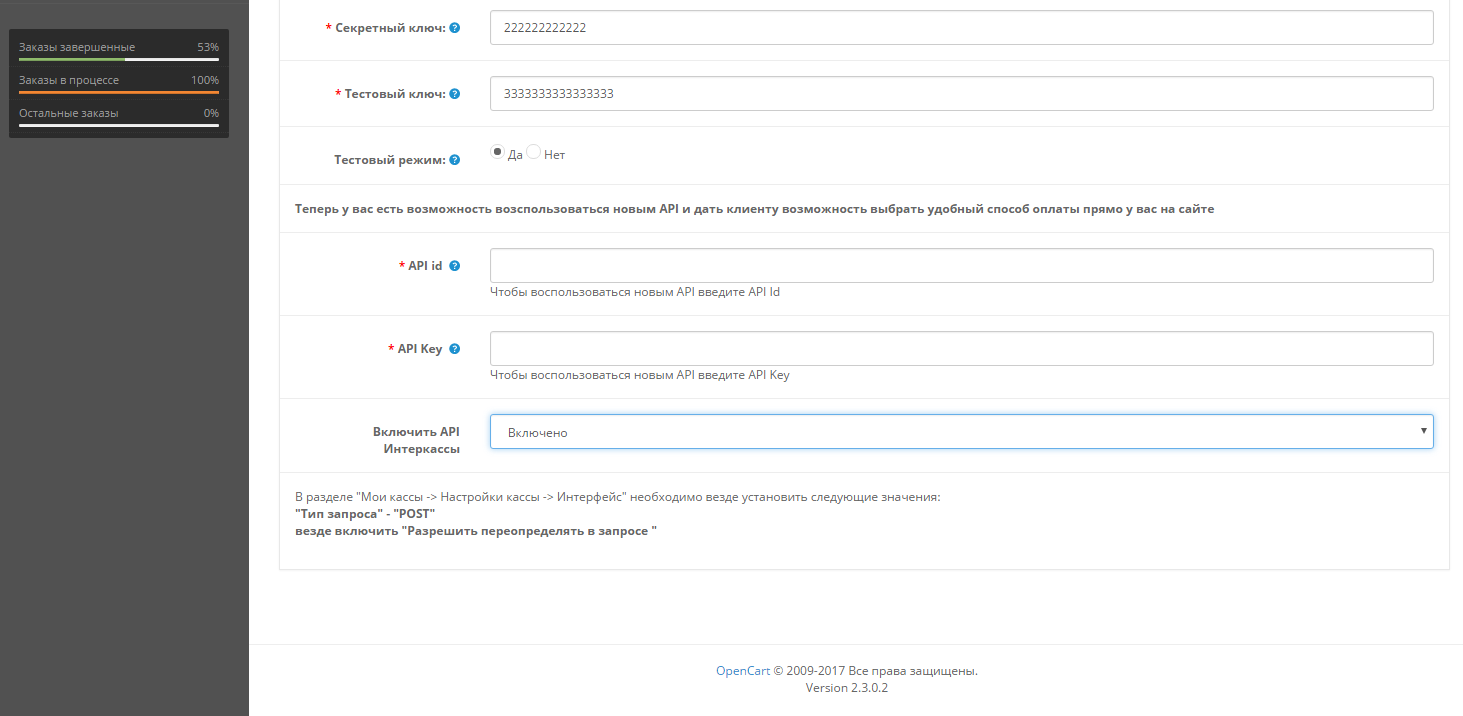 Заказы завершенные 53%
Заказы в процессе 100%
Остальные заказы 0%
* Секретный ключ: ?
222222222222
* Тестовый ключ: ?
3333333333333333
Тестовый режим: ?
Да Нет
Теперь у вас есть возможность возспользоваться новым API и дать клиенту возможность выбрать удобный способ оплаты прямо у вас на сайте
* API id ?
Чтобы воспользоваться новым API введите API Id
* API Key ?
Чтобы воспользоваться новым API введите API Key
Включить API
Интеркассы
Включено
В разделе "Мои кассы -> Настройки кассы -> Интерфейс" необходимо везде установить следующие значения:
"Тип запроса" - "POST"
везде включить "Разрешить переопределять в запросе "
OpenCart © 2009-2017 Все права защищены.
Version 2.3.0.2